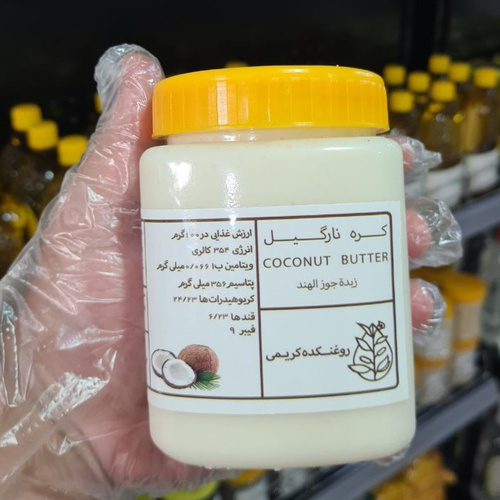 کره نارگیل
COCONUT BUTTER
زبدة جوز الهند
روغنکده کریمی
ارزش غذایی در ۱۰۰ گرم
انرژی ۳۵۴ کالری
ویتامین ب۱ ۰/۰۶۶ میلی گرم
پتاسیم ۳۵۶ میلی گرم
کربوهیدرات ها ۲۴/۲۳
قندها ۶/۲۳
فیبر ۹